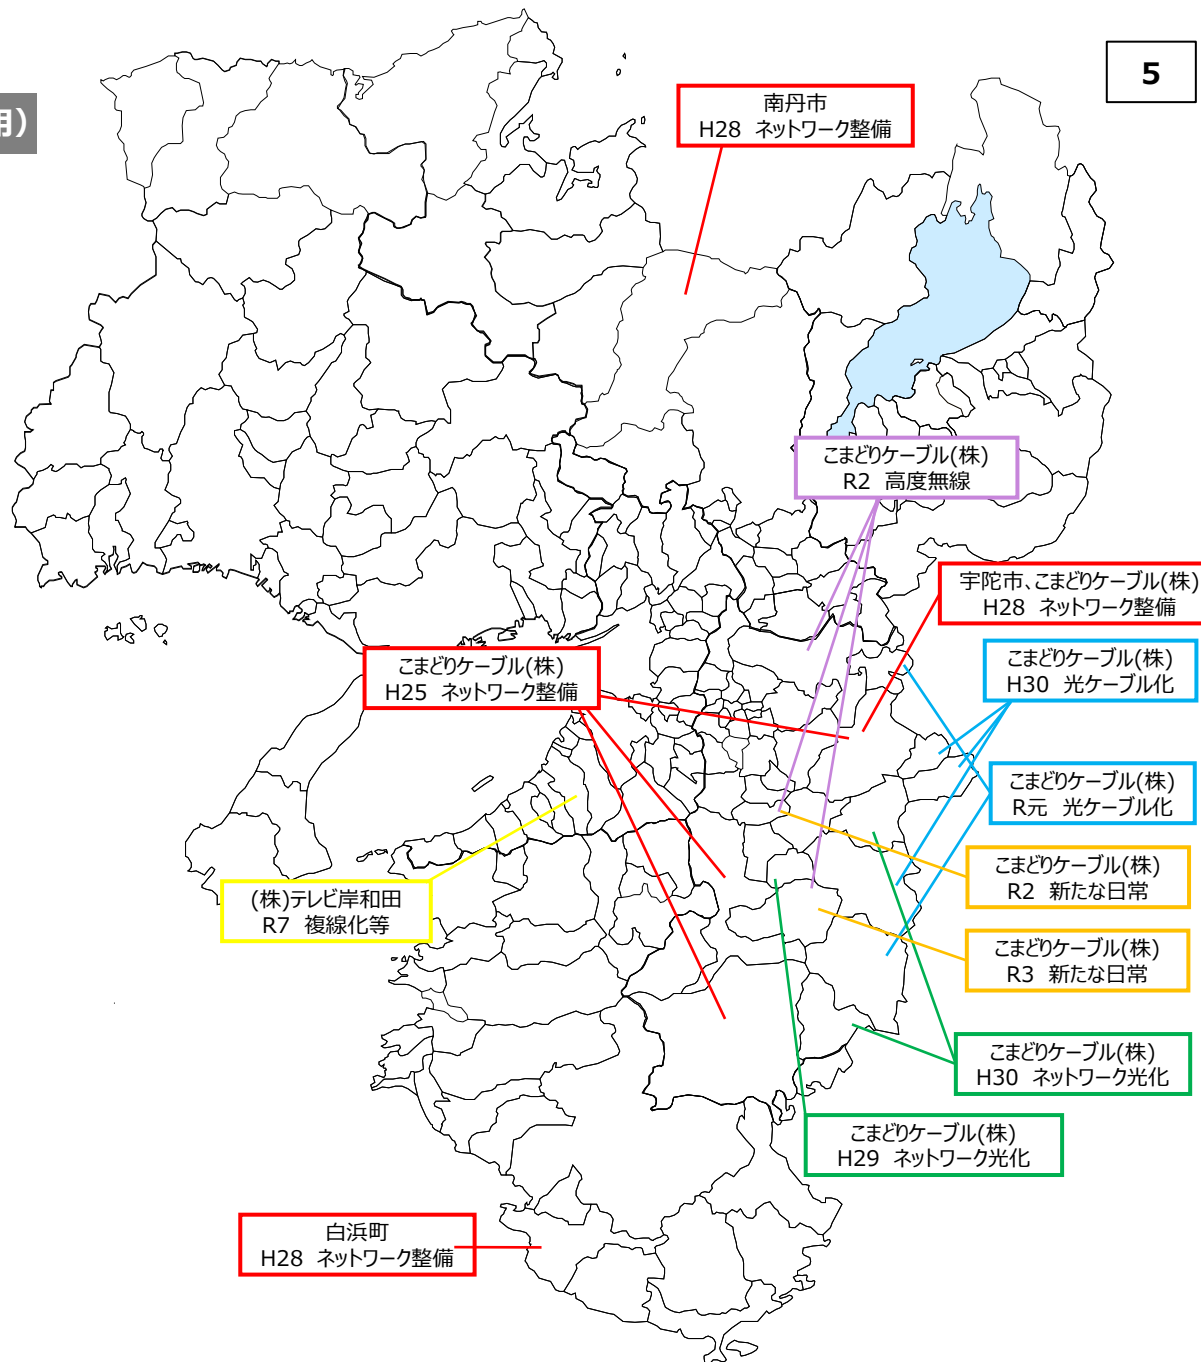 5
用）
南丹市
H28 ネットワーク整備
こまどりケーブル(株)
R2 高度無線
宇陀市、こまどりケーブル(株)
H28 ネットワーク整備
こまどりケーブル(株)
H25 ネットワーク整備
こまどりケーブル(株)
H30 光ケーブル化
こまどりケーブル(株)
R元 光ケーブル化
(株)テレビ岸和田
R7 複線化等
こまどりケーブル(株)
R2 新たな日常
こまどりケーブル(株)
R3 新たな日常
こまどりケーブル(株)
H30 ネットワーク光化
こまどりケーブル(株)
H29 ネットワーク光化
白浜町
H28 ネットワーク整備